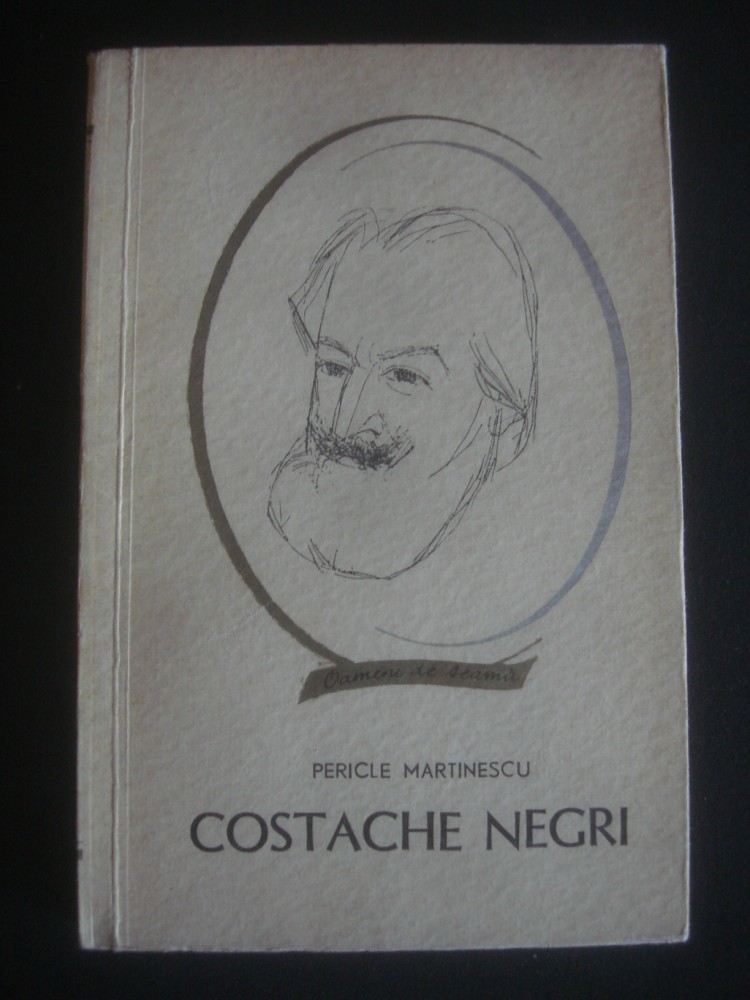 Oameni de seamă
PERICLE MARTINESCU
COSTACHE NEGRI